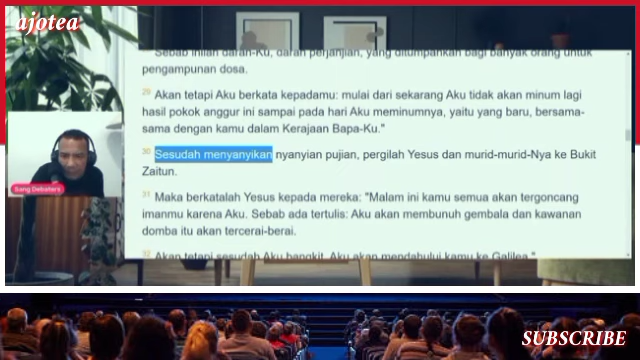 ajotea
Sebab inilah darah-Ku, darah perjanjian, yang ditumpahkan bagi banyak orang untuk
pengampunan dosa.
29 Akan tetapi Aku berkata kepadamu: mulai dari sekarang Aku tidak akan minum lagi
hasil pokok anggur ini sampai pada hari Aku meminumnya, yaitu yang baru, bersama-
sama dengan kamu dalam Kerajaan Bapa-Ku."
30 Sesudah menyanyikan nyanyian pujian, pergilah Yesus dan murid-murid-Nya ke Bukit
Zaitun.
31 Maka berkatalah Yesus kepada mereka: "Malam ini kamu semua akan tergoncang
imanmu karena Aku. Sebab ada tertulis: Aku akan membunuh gembala dan kawanan
domba itu akan tercerai-berai.
32 Akan tetapi sesudah Aku bangkit, Aku akan mendahului kamu ke Galilea."
Sang Debaters
SUBSCRIBE